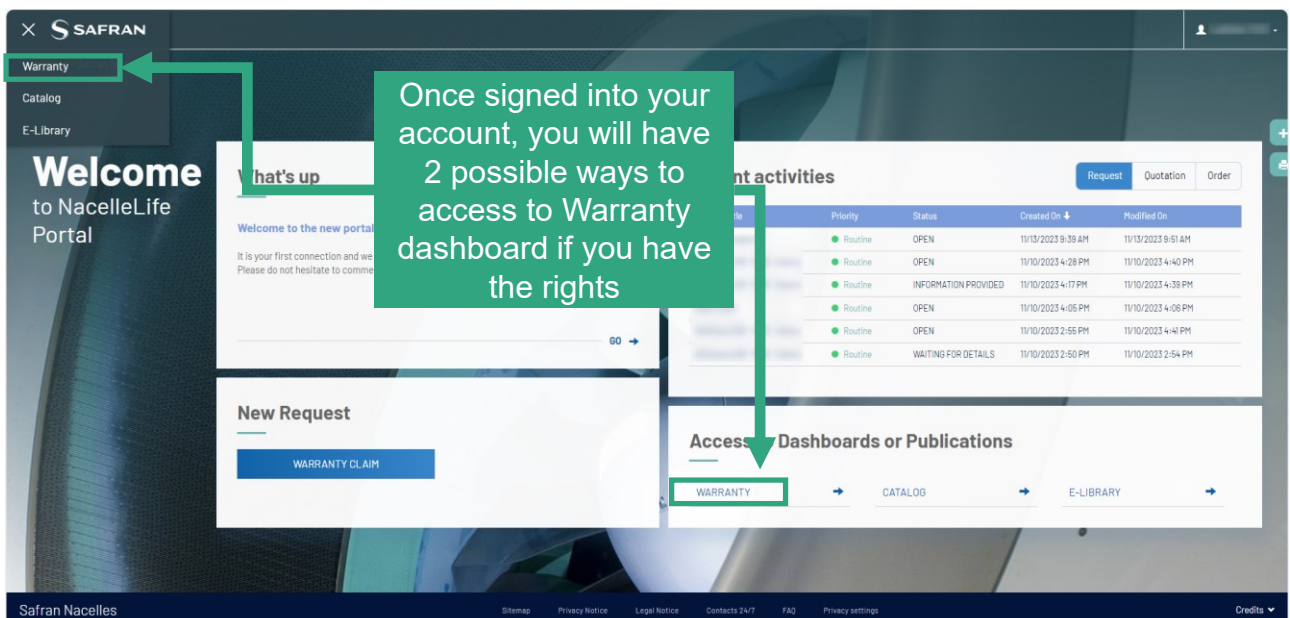 SAFRAN
Warranty
Catalog
E-Library
Welcome
to NacelleLife
Portal
What's up
Welcome to the new portal
It is your first connection and we
Please do not hesitate to comme
GO
Once signed into your
account, you will have
2 possible ways to
access to Warranty
dashboard if you have
the rights
nt activities
Request Quotation Order
Priority Status Created On Modified On
Routine OPEN 11/13/2023 9:39 AM 11/13/2023 9:51 AM
Routine OPEN 11/10/2023 4:28 PM 11/10/2023 4:40 PM
Routine INFORMATION PROVIDED 11/10/2023 4:17 PM 11/10/2023 4:39 PM
Routine OPEN 11/10/2023 4:05 PM 11/10/2023 4:06 PM
Routine OPEN 11/10/2023 2:55 PM 11/10/2023 4:41 PM
Routine WAITING FOR DETAILS 11/10/2023 2:50 PM 11/10/2023 2:54 PM
New Request
WARRANTY CLAIM
Access Dashboards or Publications
WARRANTY CATALOG E-LIBRARY
Safran Nacelles Sitemap Privacy Notice Legal Notice Contacts 24/7 FAQ Privacy settings Credits